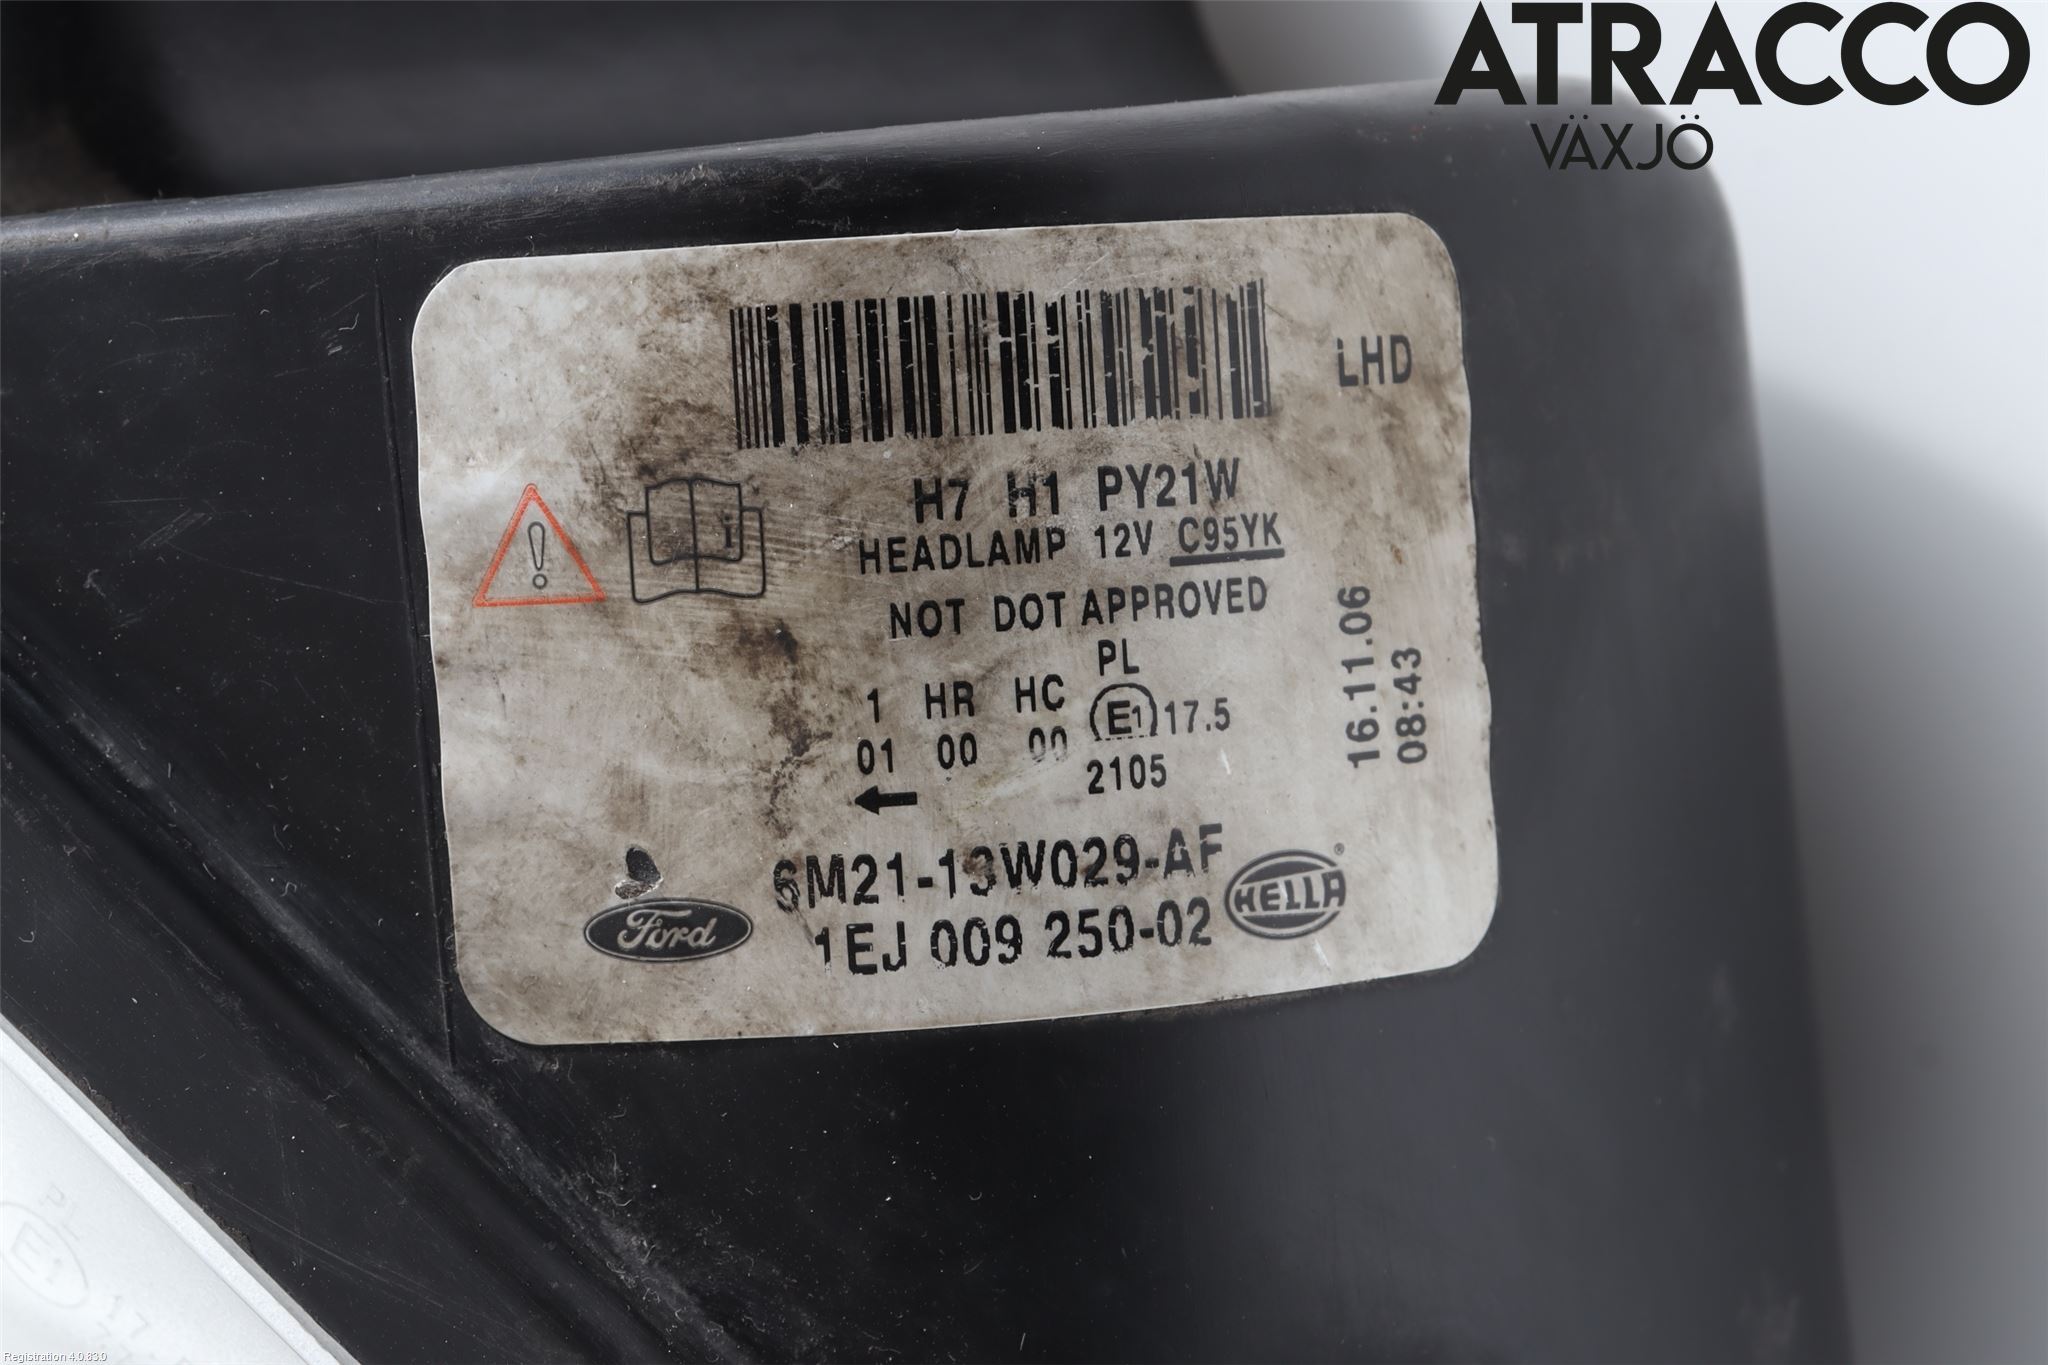 ATRACCO
VÄXJÖ
LHD
H7 H1 PY21W
HEADLAMP 12V C95YK
NOT DOT APPROVED
PL
1 HR HC E1 17.5
01 00 00
2105
16.11.06
08:43
6M21-13W029-AF
Ford
1EJ 009 250-02
HELLA®
E1
17
Registration 4.0.83.0